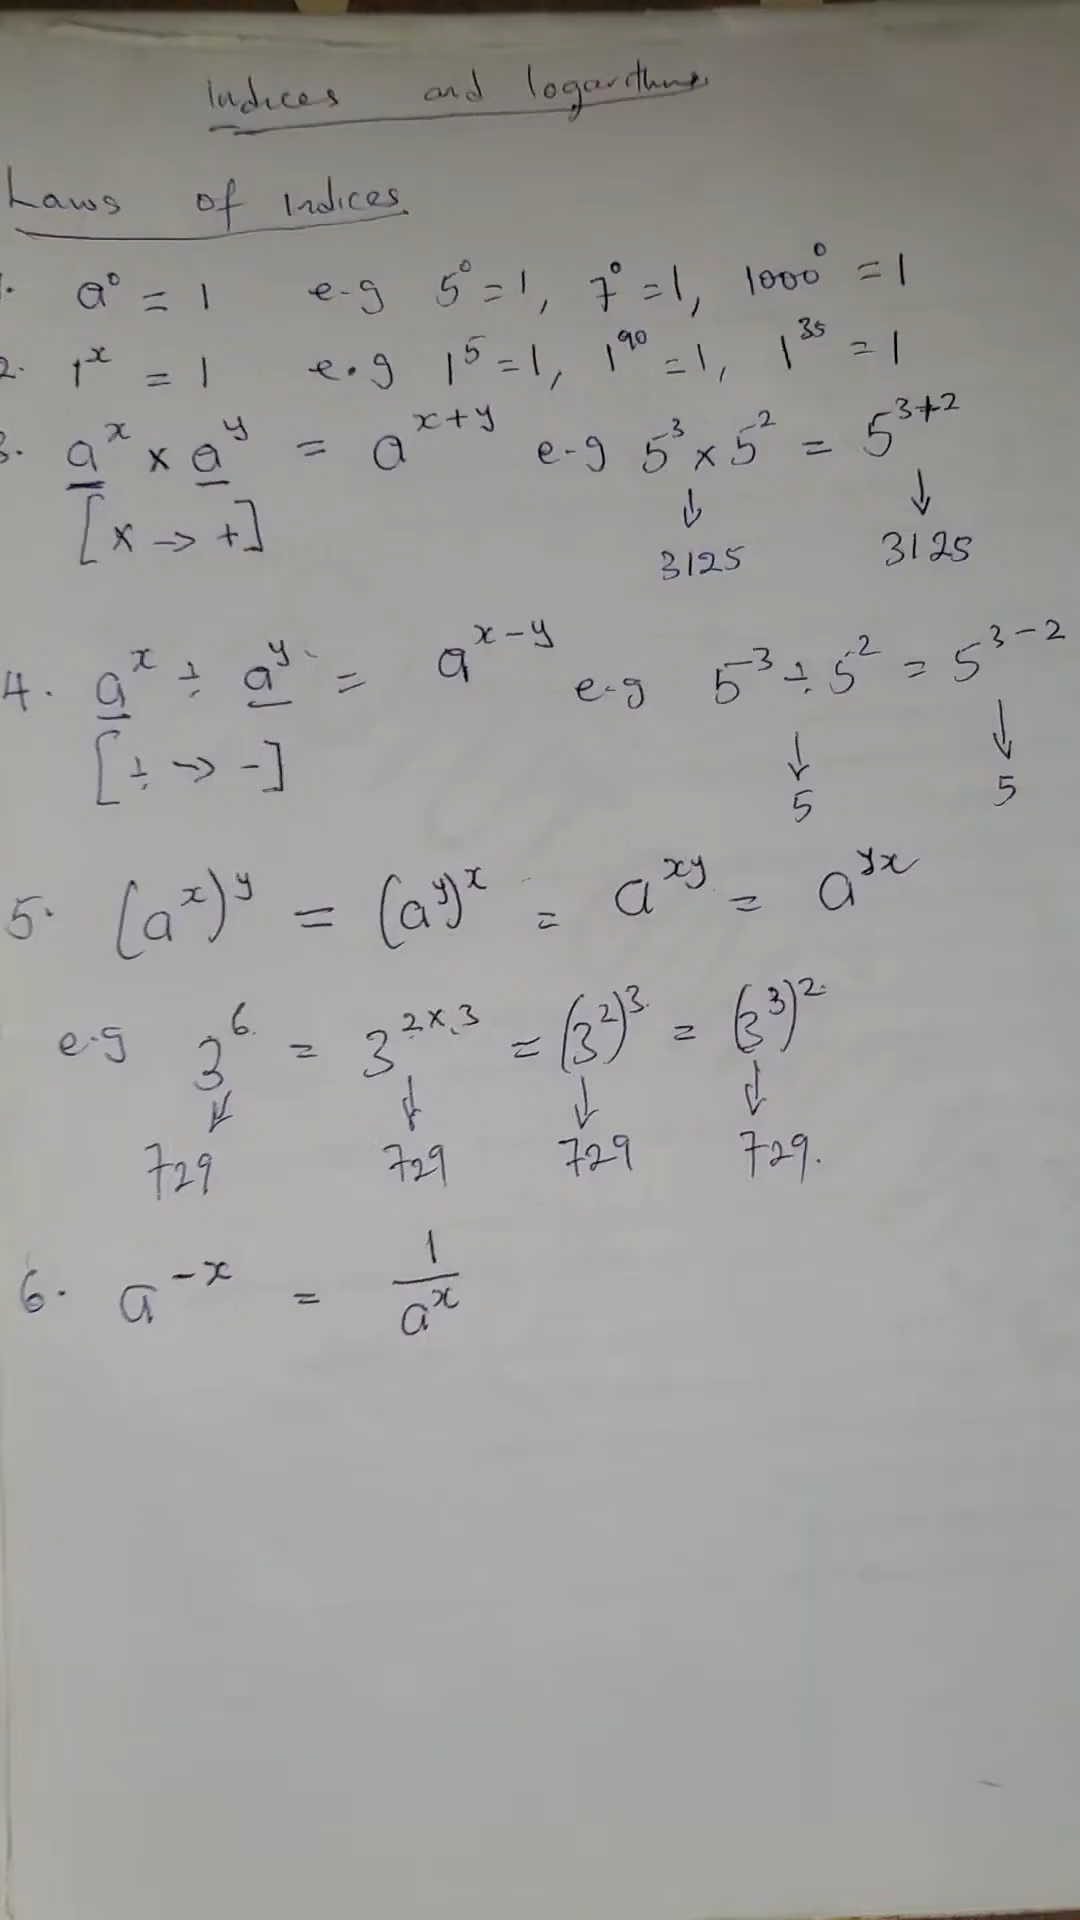 Indices and logarithms
Laws of Indices
1. a⁰ = 1 e-g 5⁰ = 1, 7⁰ = 1, 1000⁰ = 1
2. 1ˣ = 1 e.g 1⁵ = 1, 1⁹⁰ = 1, 1³⁵ = 1
3. aˣ × aʸ = aˣ⁺ʸ e-g 5³ × 5² = 5³⁺²
[× → +] ↓ ↓
3125 3125
4. aˣ ÷ aʸ = aˣ⁻ʸ e-g 5³ ÷ 5² = 5³⁻²
[÷ → -] ↓ ↓
5 5
5. (aˣ)ʸ = (aʸ)ˣ = aˣʸ = aʸˣ
e-g 3⁶ = 3²ˣ³ = (3²)³ = (3³)²
↓ ↓ ↓ ↓
729 729 729 729.
6. a⁻ˣ = 1/aˣ